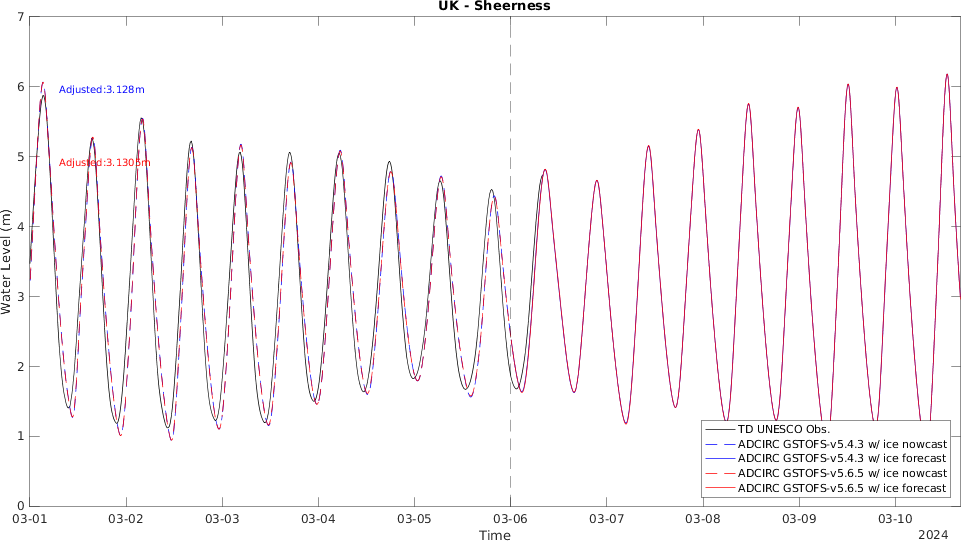 UK - Sheerness
7
6
5
4
3
2
1
0
Water Level (m)
Adjusted:3.128m
Adjusted:3.1305m
TD UNESCO Obs.
ADCIRC GSTOFS-v5.4.3 w/ ice nowcast
ADCIRC GSTOFS-v5.4.3 w/ ice forecast
ADCIRC GSTOFS-v5.6.5 w/ ice nowcast
ADCIRC GSTOFS-v5.6.5 w/ ice forecast
03-01 03-02 03-03 03-04 03-05 03-06 03-07 03-08 03-09 03-10
Time
2024